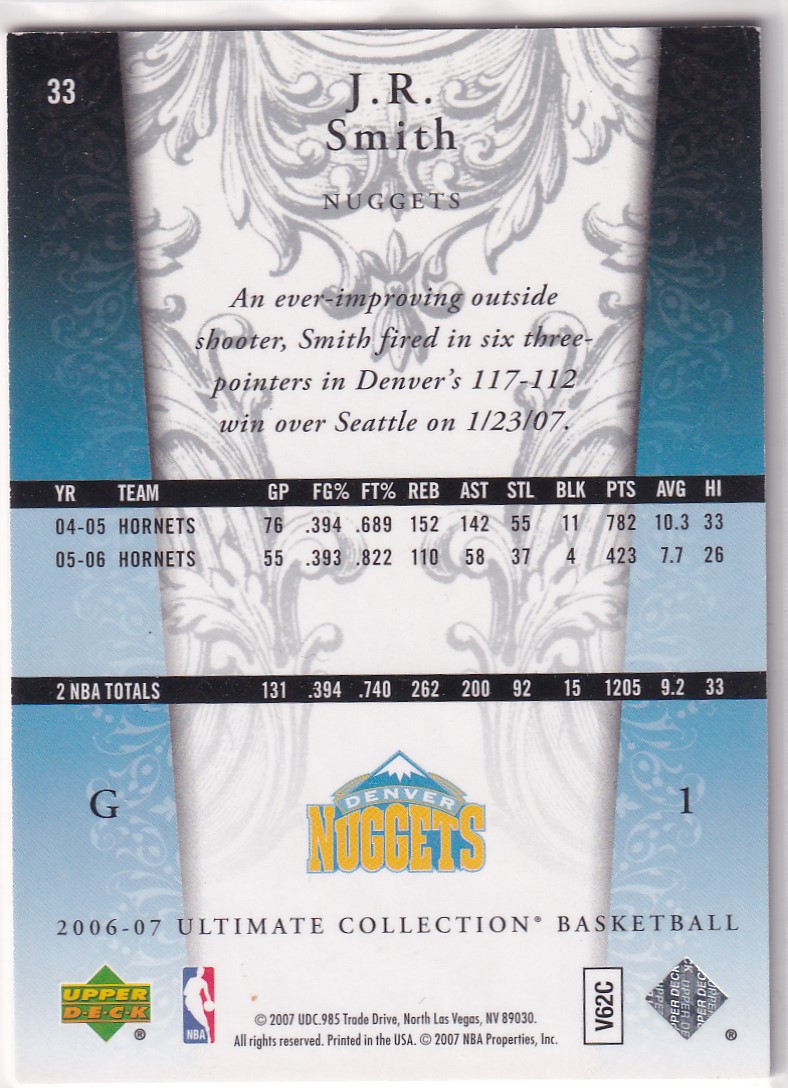 33
J.R.
Smith
NUGGETS
An ever-improving outside
shooter, Smith fired in six three-
pointers in Denver's 117-112
win over Seattle on 1/23/07.
YR TEAM GP FG% FT% REB AST STL BLK PTS AVG HI
04-05 HORNETS 76 .394 .689 152 142 55 11 782 10.3 33
05-06 HORNETS 55 .393 .822 110 58 37 4 423 7.7 26
2 NBA TOTALS 131 .394 .740 262 200 92 15 1205 9.2 33
G
DENVER
NUGGETS
1
2006-07 ULTIMATE COLLECTION® BASKETBALL
UPPER
D·E·C·K
®
NBA
© 2007 UDC.985 Trade Drive, North Las Vegas, NV 89030.
All rights reserved. Printed in the USA. © 2007 NBA Properties, Inc.
V62C
UPPER DECK
®